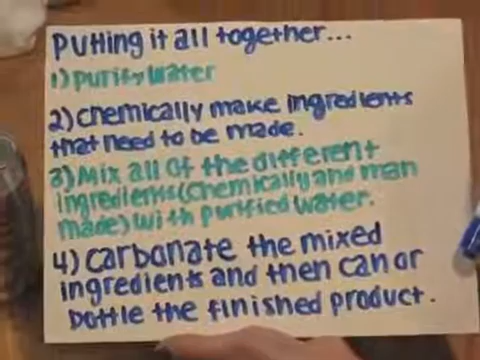 Putting it all together...
1) Purify Water
2) Chemically make ingredients
that need to be made.
3) Mix all of the different
ingredients (chemically and man
made) with purified water.
4) carbonate the mixed
ingredients and then can or
bottle the finished product.